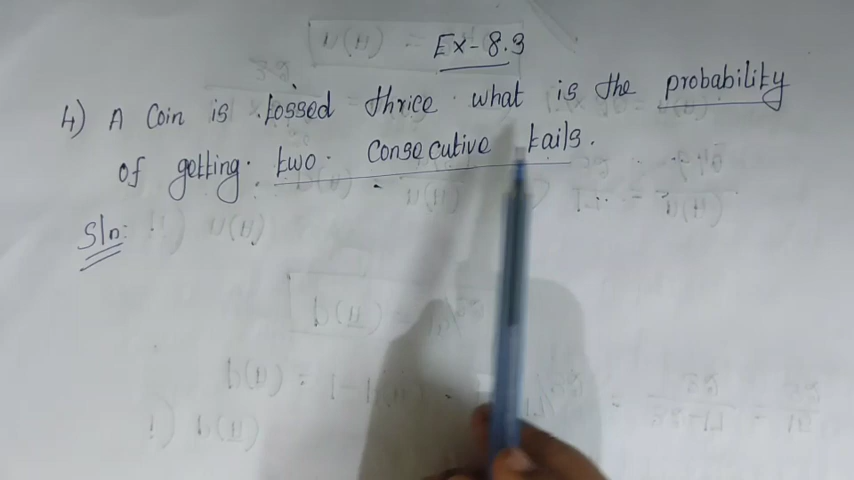 Ex-8.3
4) A Coin is tossed thrice what is the probability
of getting two consecutive tails.
Sln: